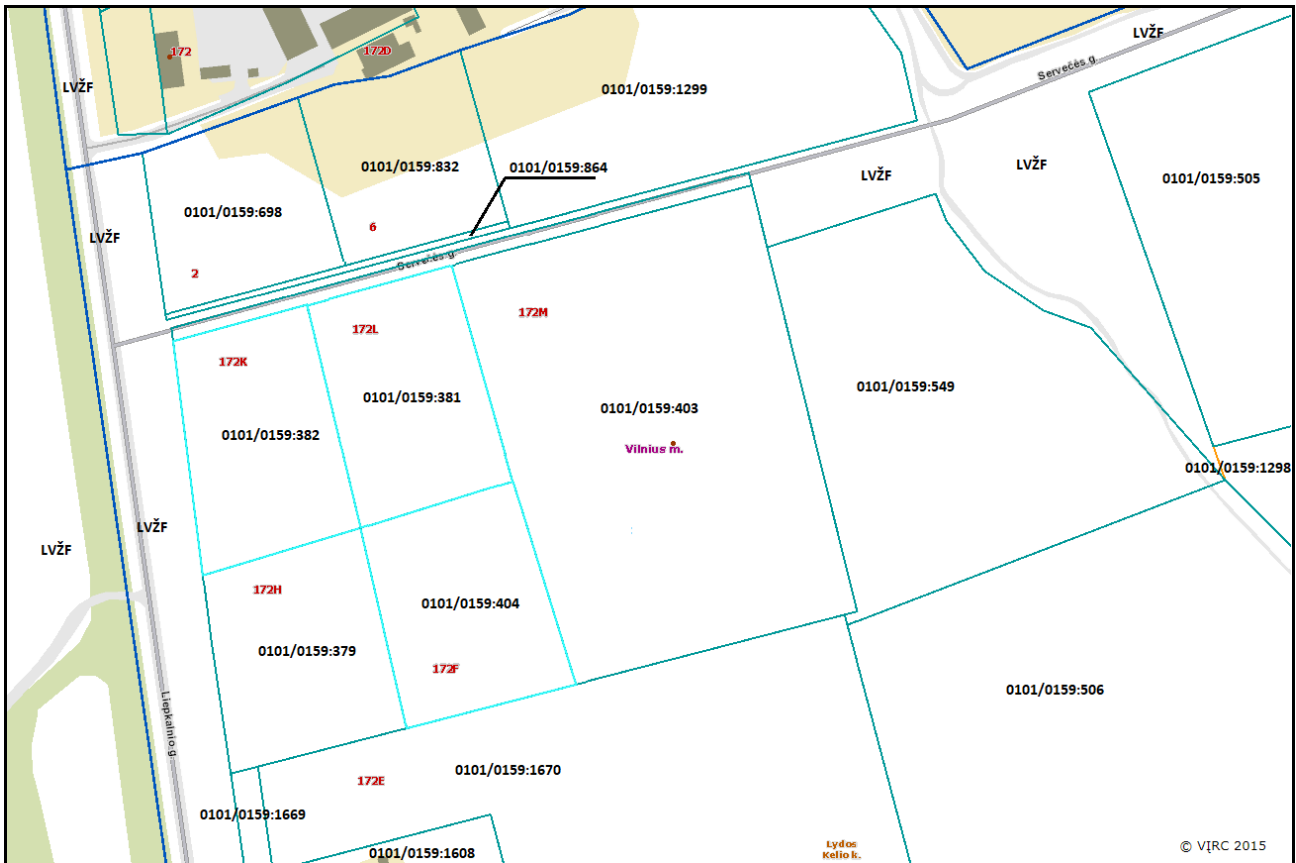 LVŽF
172
172D
0101/0159:1299
Servečės g.
LVŽF
0101/0159:832
0101/0159:864
LVŽF
LVŽF
0101/0159:505
0101/0159:698
6
LVŽF
2
Servečės g.
172L
172M
172K
0101/0159:381
0101/0159:403
0101/0159:549
0101/0159:382
Vilnius m.
0101/0159:1298
LVŽF
LVŽF
172H
0101/0159:404
0101/0159:379
172F
0101/0159:506
Liepkalnio g.
172E
0101/0159:1670
0101/0159:1669
0101/0159:1608
Lydos
Kelio k.
© VĮRC 2015